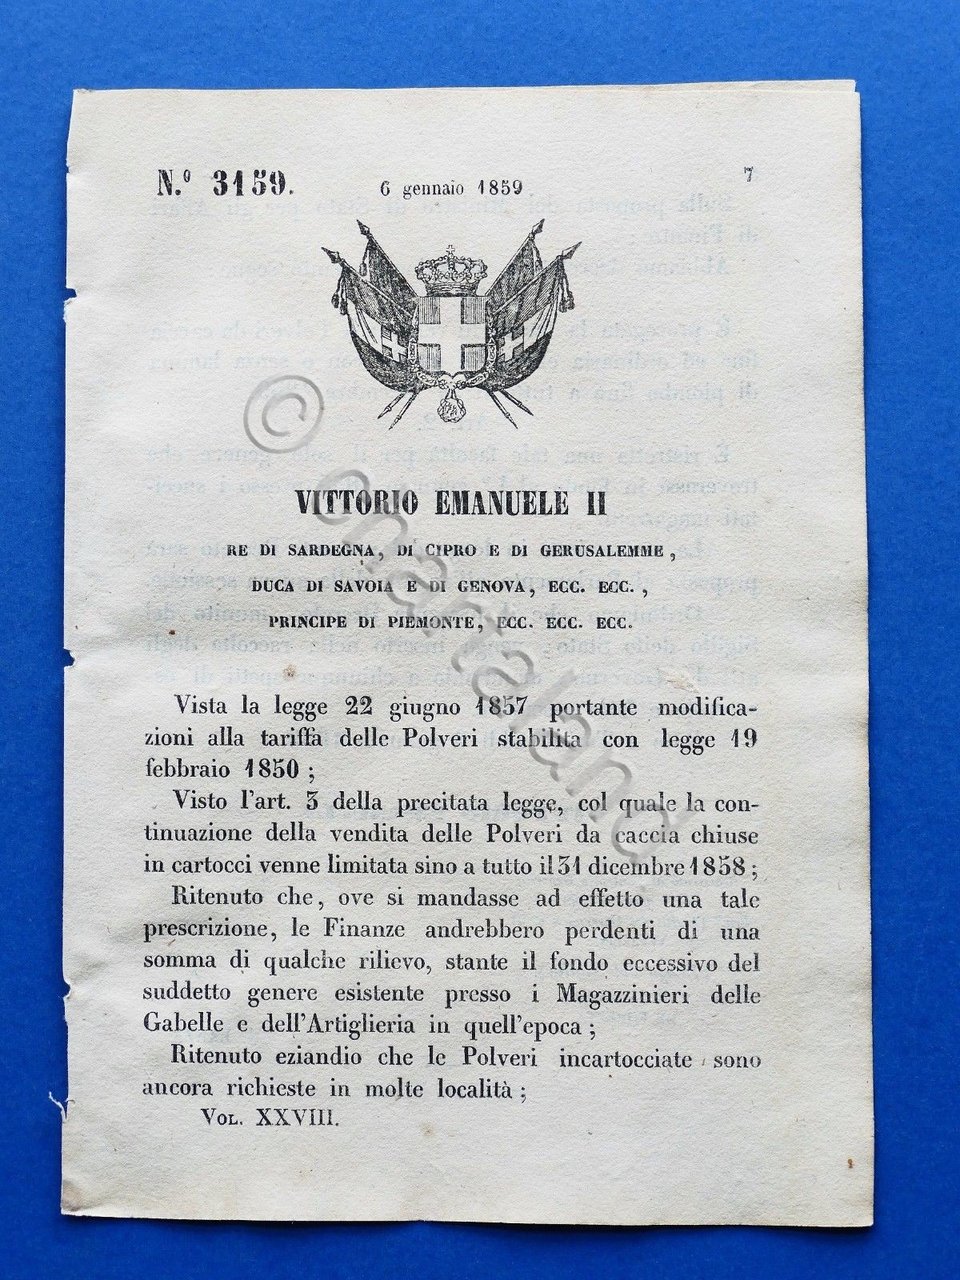 N.º 3159. 6 gennaio 1859 7
VITTORIO EMANUELE II
RE DI SARDEGNA, DI CIPRO E DI GERUSALEMME,
DUCA DI SAVOIA E DI GENOVA, ECC. ECC.,
PRINCIPE DI PIEMONTE, ECC. ECC. ECC.
Vista la legge 22 giugno 1857 portante modifica-
zioni alla tariffa delle Polveri stabilita con legge 19
febbraio 1850;
Visto l'art. 3 della precitata legge, col quale la con-
tinuazione della vendita delle Polveri da caccia chiuse
in cartocci venne limitata sino a tutto il 31 dicembre 1858;
Ritenuto che, ove si mandasse ad effetto una tale
prescrizione, le Finanze andrebbero perdenti di una
somma di qualche rilievo, stante il fondo eccessivo del
suddetto genere esistente presso i Magazzinieri delle
Gabelle e dell'Artiglieria in quell'epoca;
Ritenuto eziandio che le Polveri incartocciate sono
ancora richieste in molte località;
VOL. XXVIII.
© chartaland